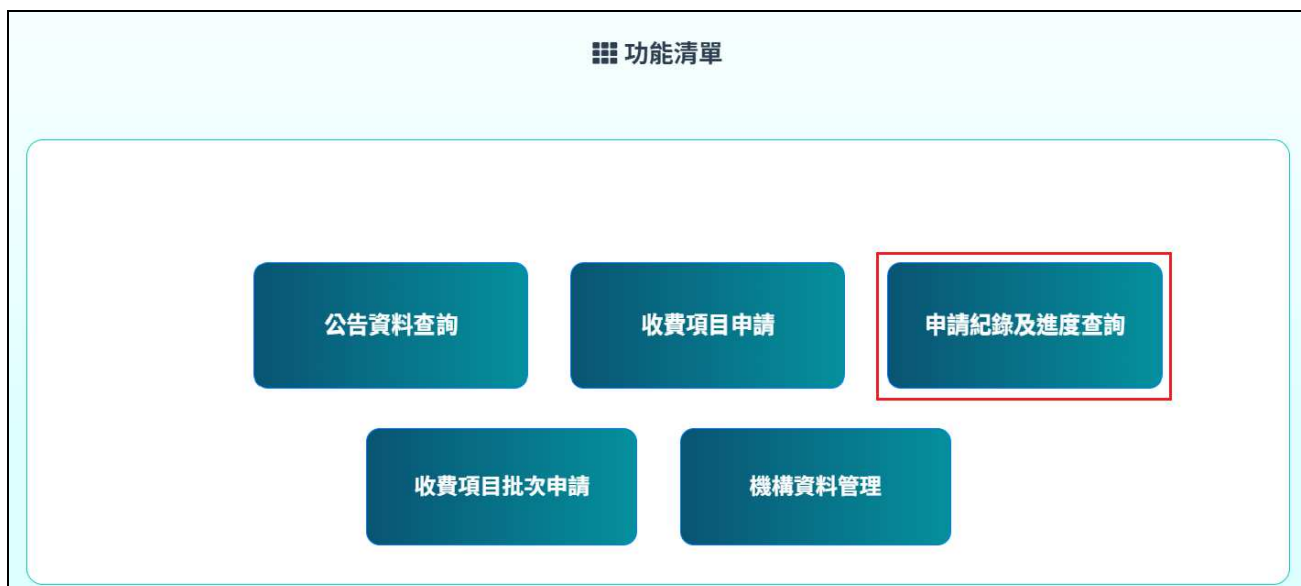 功能清單
公告資料查詢
收費項目申請
申請紀錄及進度查詢
收費項目批次申請
機構資料管理